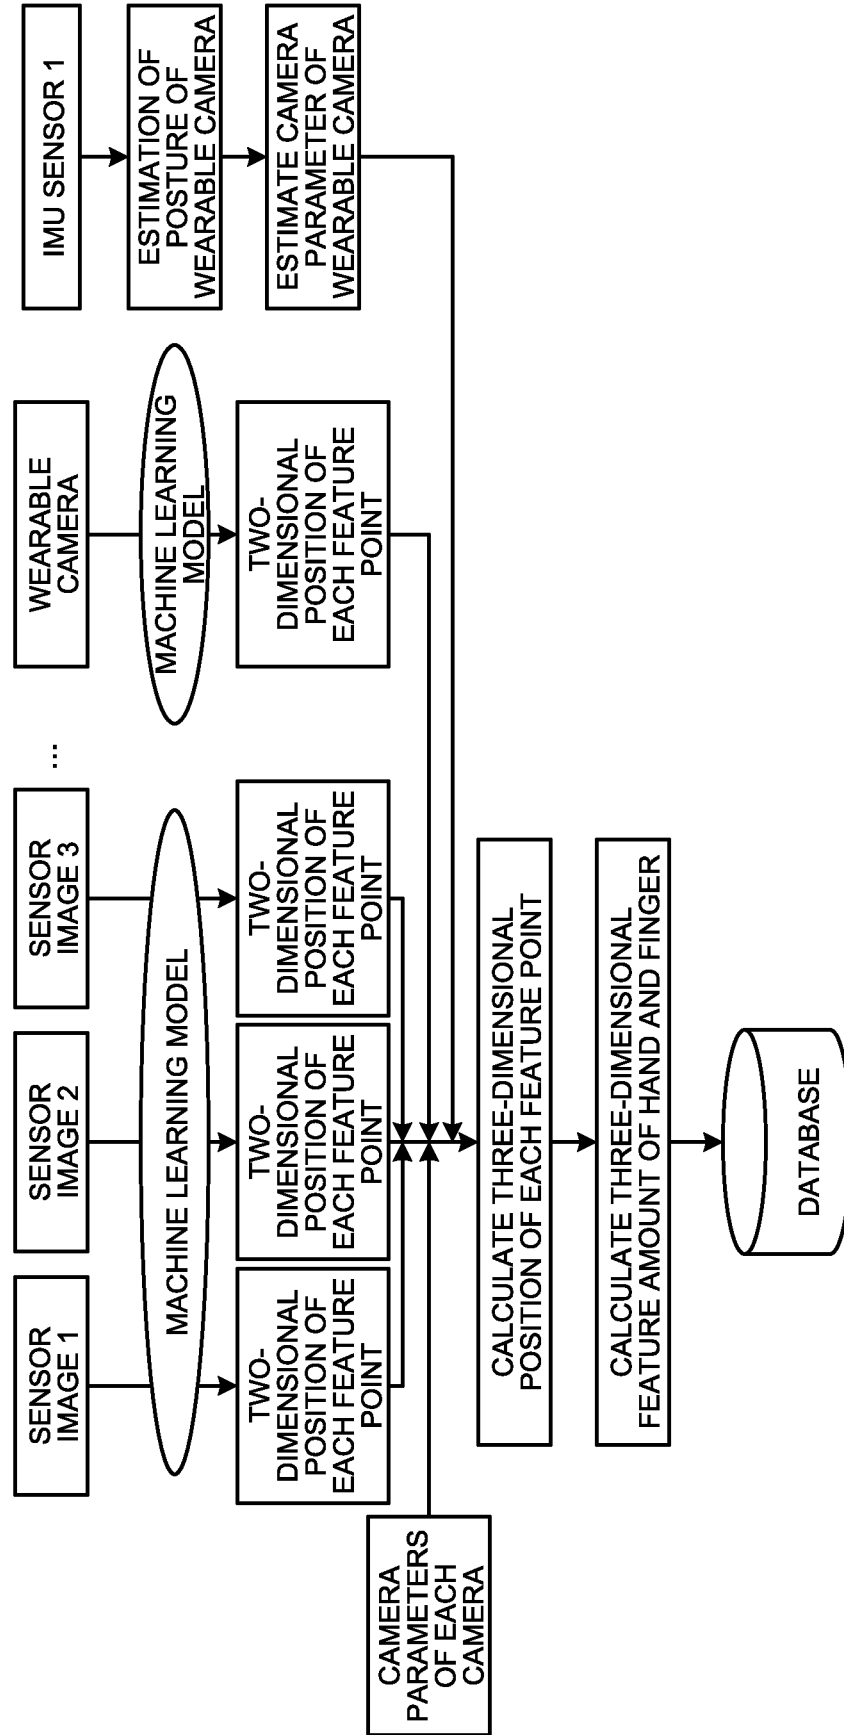 SENSOR
IMAGE 1
SENSOR
IMAGE 2
SENSOR
IMAGE 3
...
WEARABLE
CAMERA
IMU SENSOR 1
MACHINE LEARNING MODEL
MACHINE LEARNING
MODEL
ESTIMATION OF
POSTURE OF
WEARABLE CAMERA
TWO-
DIMENSIONAL
POSITION OF
EACH FEATURE
POINT
TWO-
DIMENSIONAL
POSITION OF
EACH FEATURE
POINT
TWO-
DIMENSIONAL
POSITION OF
EACH FEATURE
POINT
TWO-
DIMENSIONAL
POSITION OF
EACH FEATURE
POINT
ESTIMATE CAMERA
PARAMETER OF
WEARABLE CAMERA
CAMERA
PARAMETERS
OF EACH
CAMERA
CALCULATE THREE-DIMENSIONAL
POSITION OF EACH FEATURE POINT
CALCULATE THREE-DIMENSIONAL
FEATURE AMOUNT OF HAND AND FINGER
DATABASE